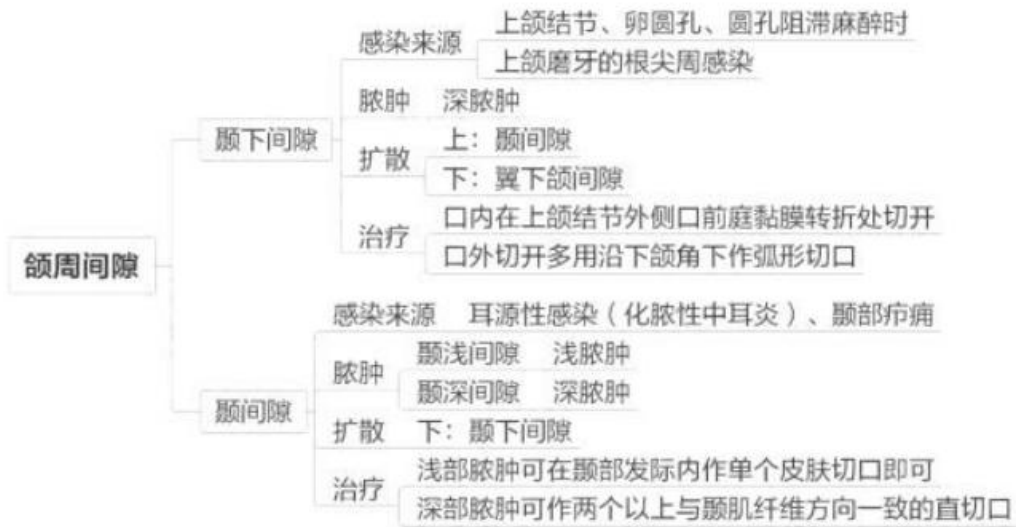 颌周间隙
颞下间隙
感染来源
上颌结节、卵圆孔、圆孔阻滞麻醉时
上颌磨牙的根尖周感染
脓肿 深脓肿
扩散
上：颞间隙
下：翼下颌间隙
治疗
口内在上颌结节外侧口前庭黏膜转折处切开
口外切开多用沿下颌角下作弧形切口
颞间隙
感染来源 耳源性感染（化脓性中耳炎）、颞部疖痈
脓肿
颞浅间隙 浅脓肿
颞深间隙 深脓肿
扩散 下：颞下间隙
治疗
浅部脓肿可在颞部发际内作单个皮肤切口即可
深部脓肿可作两个以上与颞肌纤维方向一致的直切口